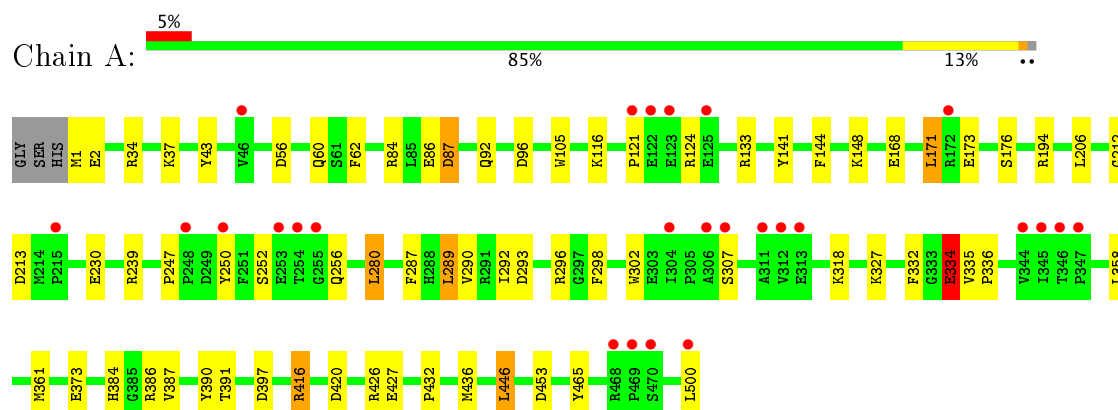 5%
Chain A:
85% 13% ..
GLY SER HIS M1 E2 R34 K37 Y43 V46 D56 Q60 S61 F62 R84 L85 E86 D87 Q92 D96 W105 K116 P121 E122 E123 R124 E125 R133 Y141 F144 K148 E168 L171 R172 E173 S176 R194 L206
D213 M214 P215 E230 R239 P247 P248 D249 Y250 F251 S252 E253 T254 G255 Q256 L280 F287 H288 L289 V290 R291 I292 D293 R296 G297 F298 W302 E303 I304 P305 A306 S307 A311 V312 E313 K318 K327 F332 G333 E334 V335 P336 V344 I345 T346 P347
M361 E373 H384 G385 R386 V387 Y390 T391 D397 R416 D420 R426 E427 P432 M436 L446 D453 Y465 R468 P469 S470 L500